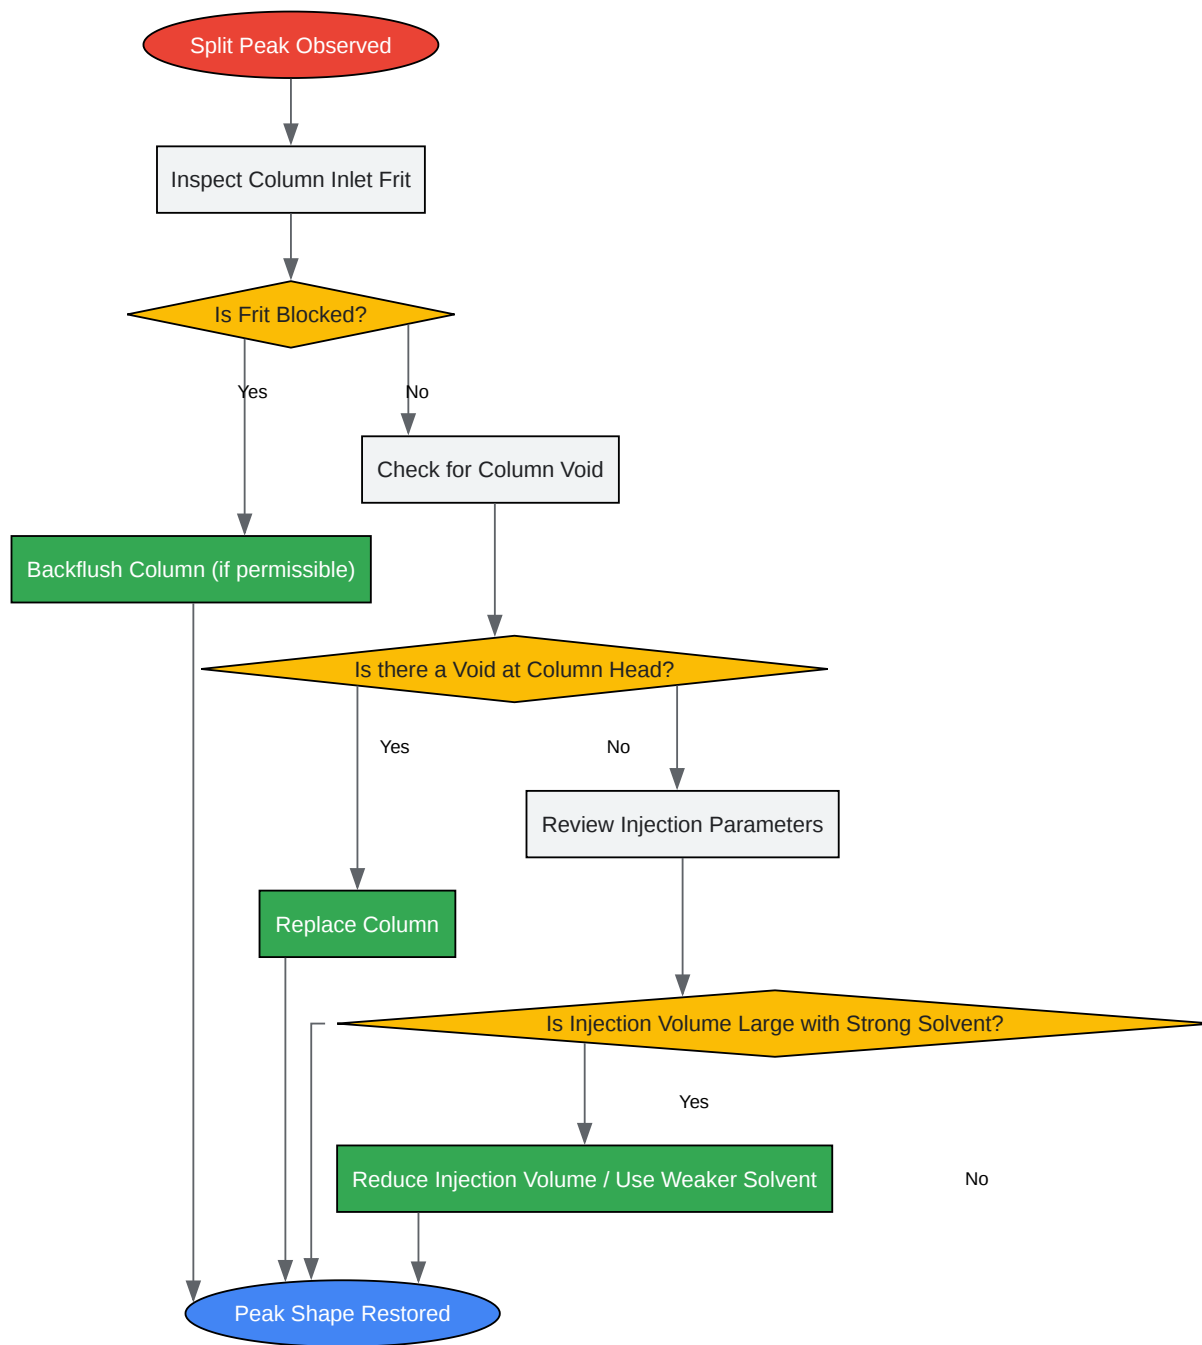 Split Peak Observed
Inspect Column Inlet Frit
Is Frit Blocked?
Yes
No
Check for Column Void
Backflush Column (if permissible)
Is there a Void at Column Head?
Yes
No
Review Injection Parameters
Replace Column
Is Injection Volume Large with Strong Solvent?
Yes
Reduce Injection Volume / Use Weaker Solvent
No
Peak Shape Restored